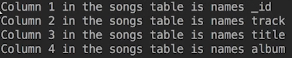 Column 1 in the songs table is names _id
Column 2 in the songs table is names track
Column 3 in the songs table is names title
Column 4 in the songs table is names album